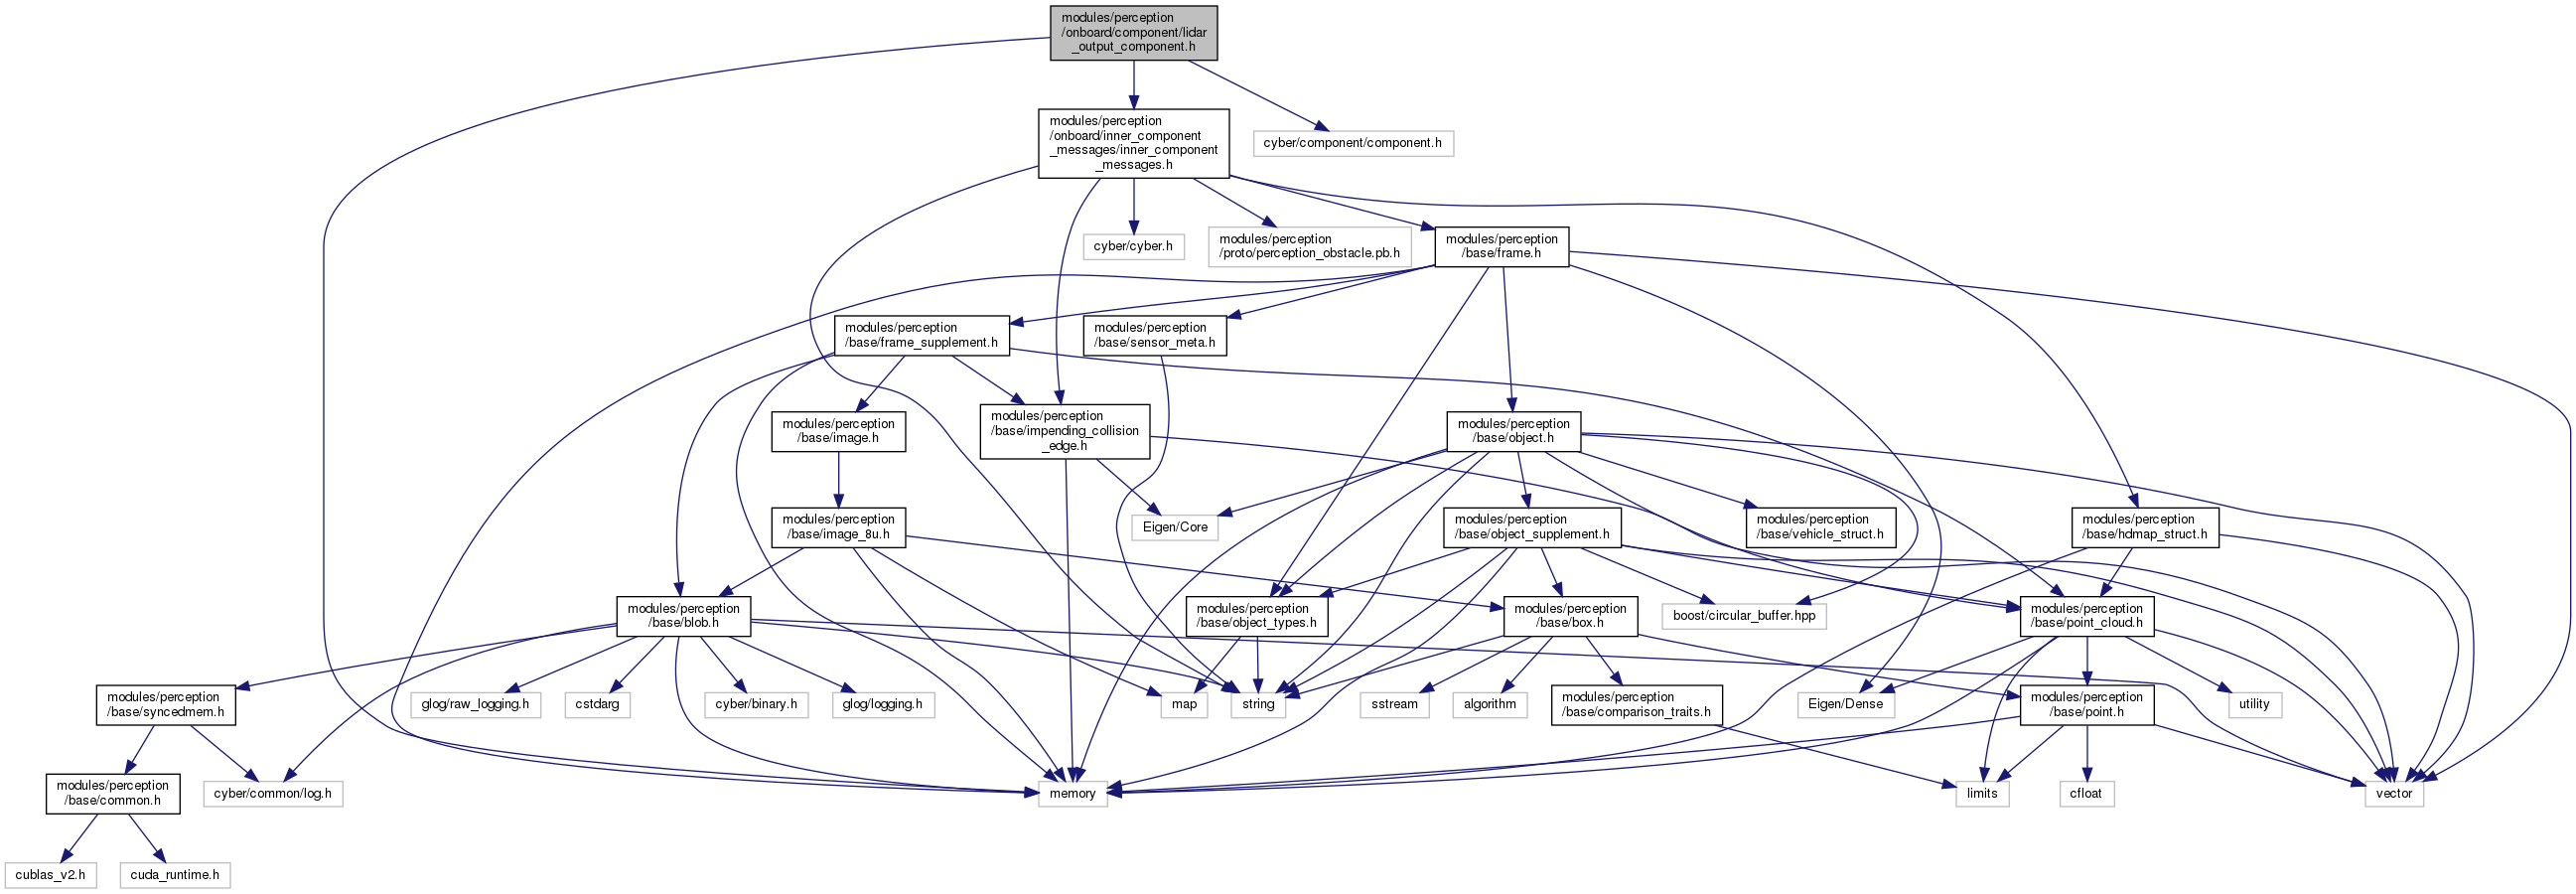 modules/perception
/onboard/component/lidar
_output_component.h
modules/perception
/onboard/inner_component
_messages/inner_component
_messages.h
cyber/component/component.h
cyber/cyber.h
modules/perception
/proto/perception_obstacle.pb.h
modules/perception
/base/frame.h
modules/perception
/base/frame_supplement.h
modules/perception
/base/sensor_meta.h
modules/perception
/base/image.h
modules/perception
/base/impending_collision
_edge.h
modules/perception
/base/object.h
modules/perception
/base/image_8u.h
Eigen/Core
modules/perception
/base/object_supplement.h
modules/perception
/base/vehicle_struct.h
modules/perception
/base/hdmap_struct.h
modules/perception
/base/blob.h
modules/perception
/base/object_types.h
modules/perception
/base/box.h
boost/circular_buffer.hpp
modules/perception
/base/point_cloud.h
modules/perception
/base/syncedmem.h
glog/raw_logging.h
cstdarg
cyber/binary.h
glog/logging.h
map
string
sstream
algorithm
modules/perception
/base/comparison_traits.h
Eigen/Dense
modules/perception
/base/point.h
utility
modules/perception
/base/common.h
cyber/common/log.h
memory
limits
cfloat
vector
cublas_v2.h
cuda_runtime.h